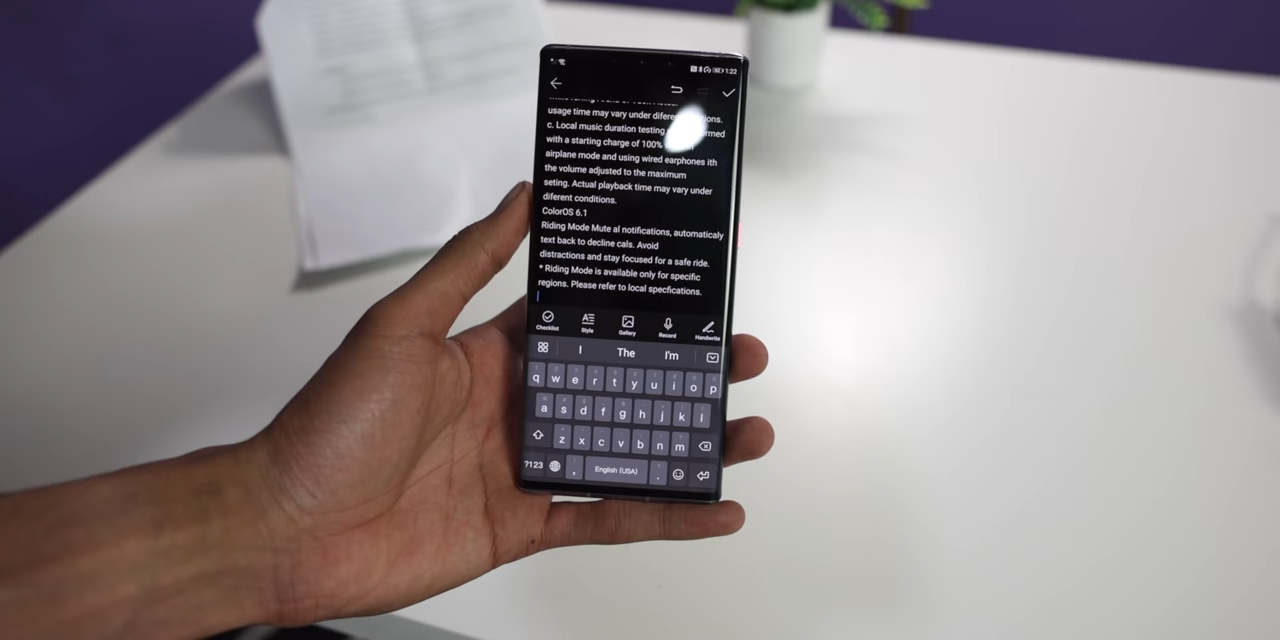 1:22
usage time may vary under diferent
c. Local music duration testing
with a starting charge of 100%
airplane mode and using wired earphones ith
the volume adjusted to the maximum
seting. Actual playback time may vary under
diferent conditions.
ColorOS 6.1
Riding Mode Mute al notifications, automaticaly
text back to decline cals. Avoid
distractions and stay focused for a safe ride.
* Riding Mode is available only for specific
regions. Please refer to local specfications.
Checklist Style Gallery Record Handwrite
I The I'm
q w e r t y u i o p
a s d f g h j k l
z x c v b n m
?123 , English (USA) .